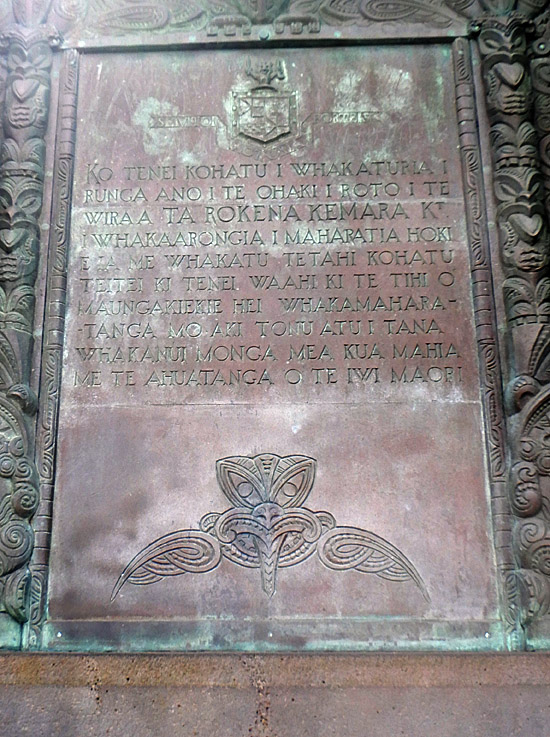 KO TENEI KOHATU I WHAKATURIA I
RUNGA ANO I TE OHAKI I ROTO I TE
WIRAA TA ROKENA KEMARA KT.
I WHAKAARONGIA I MAHARATIA HOKI
E IA ME WHAKATU TETAHI KOHATU
TEITEI KI TENEI WAAHI KI TE TIHI O
MAUNGAKIEKIE HEI WHAKAMAHARA-
TANGA MO AKI TONU ATU I TANA
WHAKANUI MONGA MEA KUA MAHIA
ME TE AHUATANGA O TE IWI MAORI